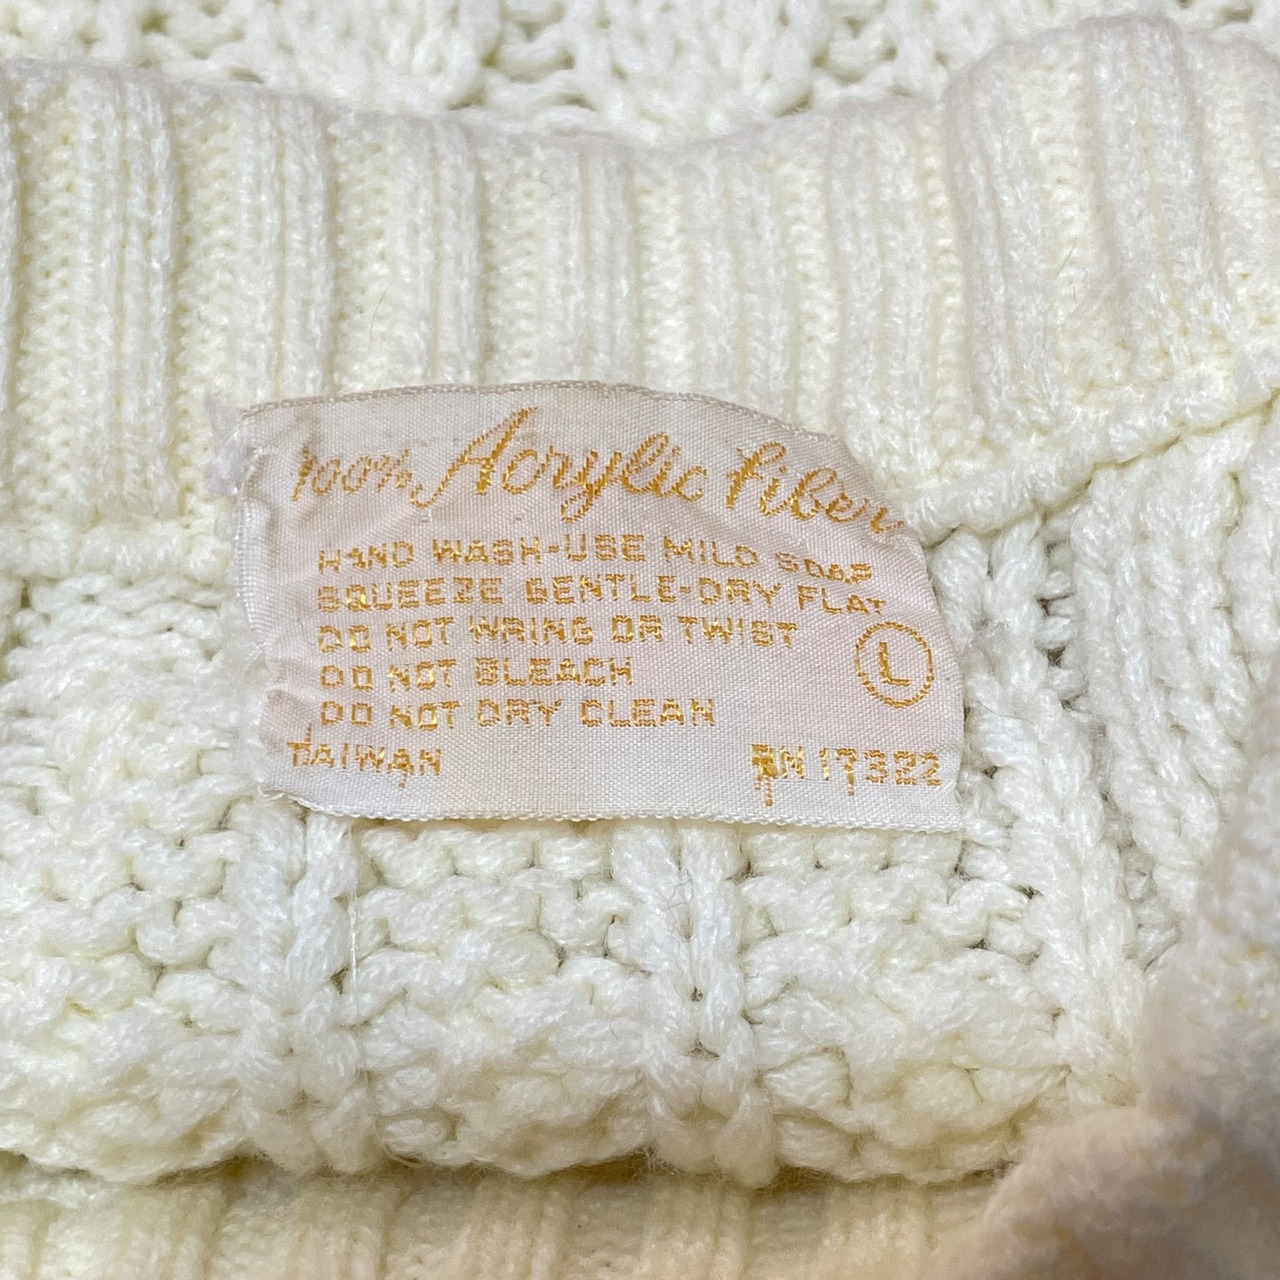 100% Acrylic fiber
HAND WASH-USE MILD SOAP
SQUEEZE GENTLE-DRY FLAT
DO NOT WRING OR TWIST
DO NOT BLEACH
L
DO NOT DRY CLEAN
TAIWAN RN 17322